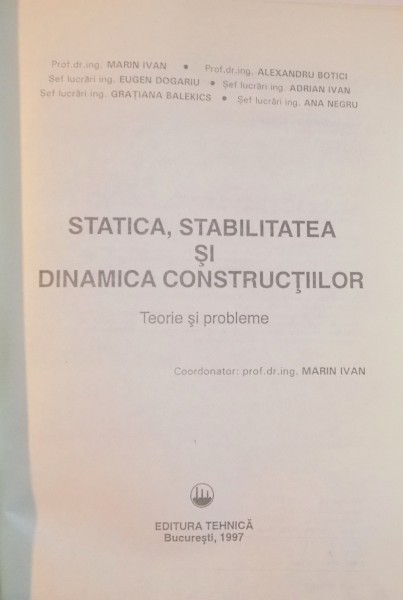 Prof.dr.ing. MARIN IVAN ● Prof.dr.ing. ALEXANDRU BOTICI
Şef lucrări ing. EUGEN DOGARIU ● Şef lucrări ing. ADRIAN IVAN
Şef lucrări ing. GRAŢIANA BALEKICS ● Şef lucrări ing. ANA NEGRU
STATICA, STABILITATEA
ŞI
DINAMICA CONSTRUCŢIILOR
Teorie şi probleme
Coordonator: prof.dr.ing. MARIN IVAN
EDITURA TEHNICĂ
Bucureşti, 1997